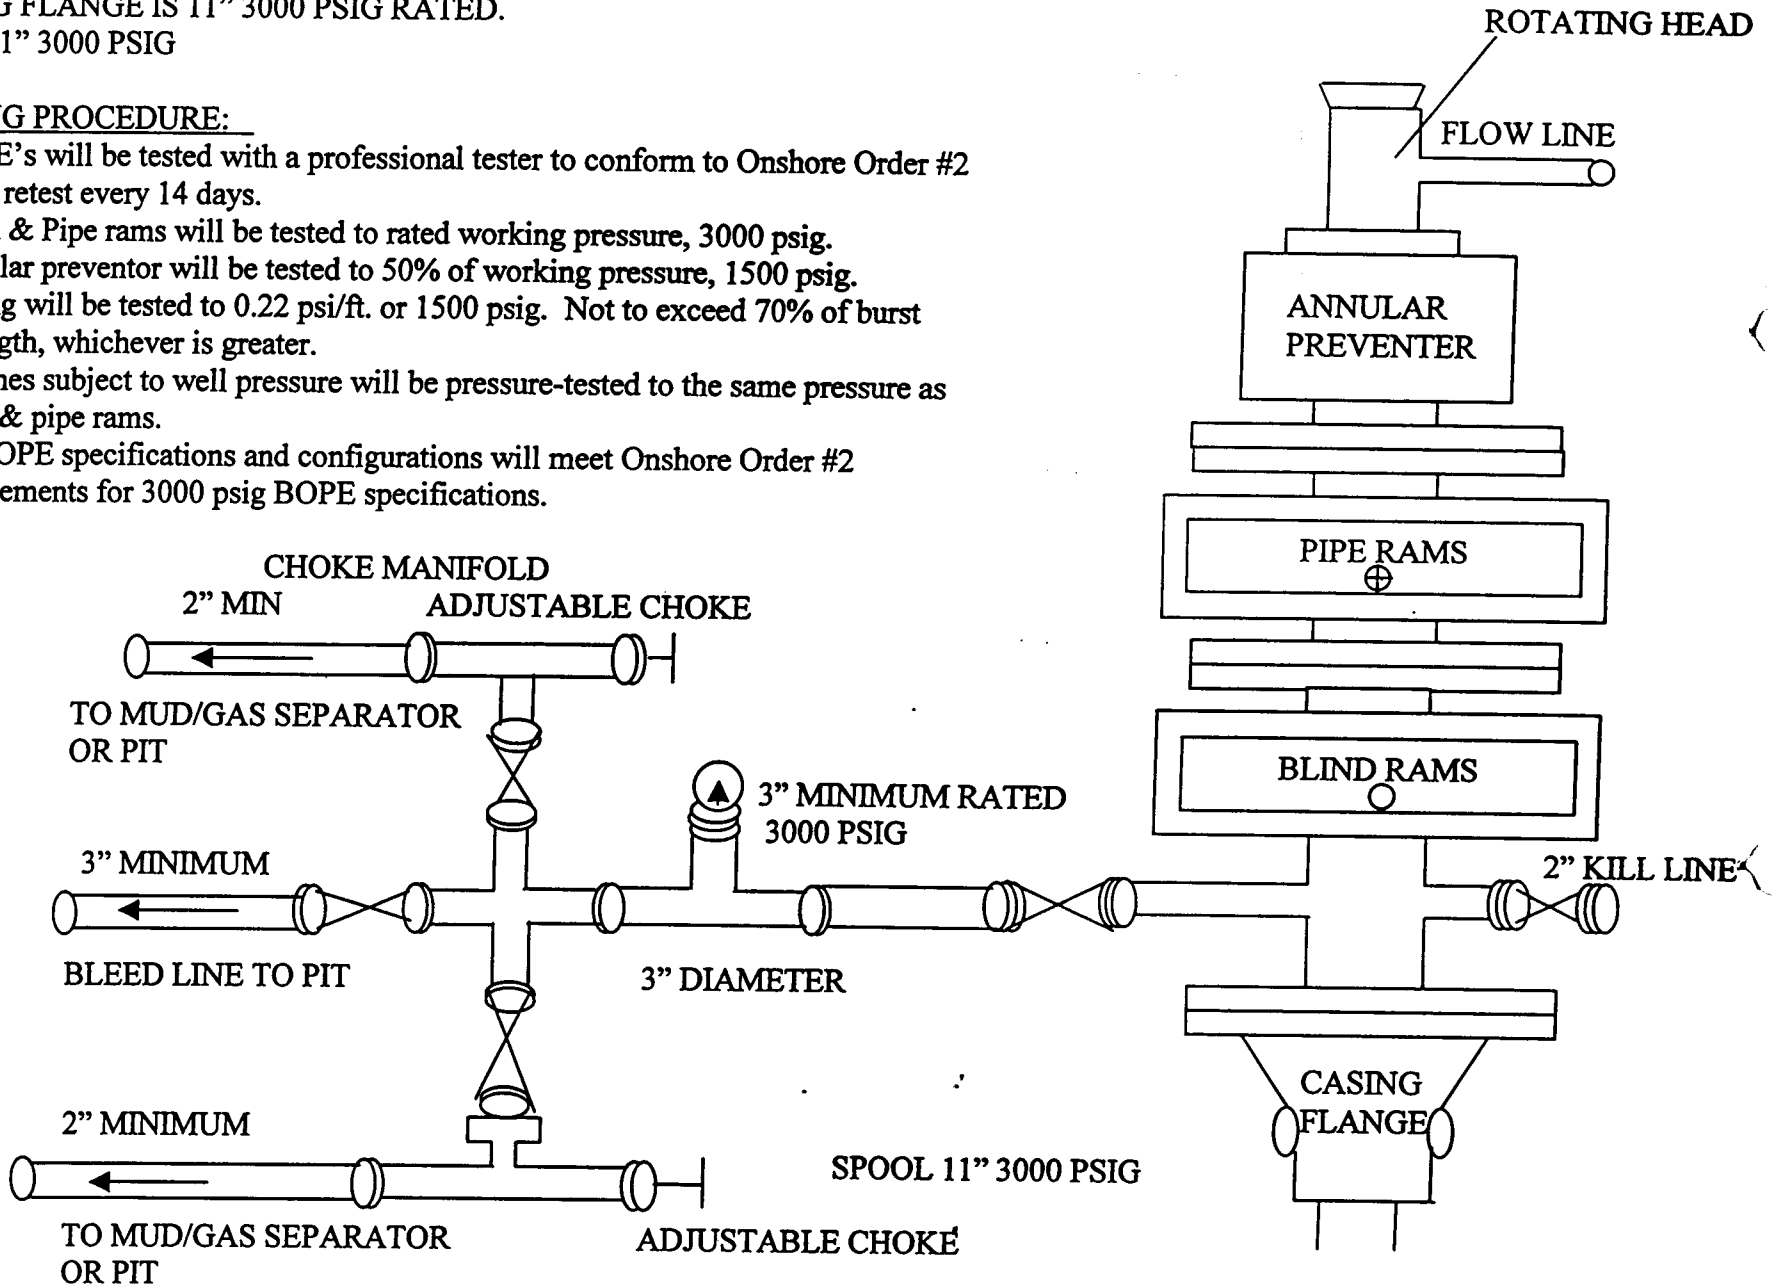 G FLANGE IS 11” 3000 PSIG RATED.
1” 3000 PSIG
ROTATING HEAD
FLOW LINE
G PROCEDURE:
E’s will be tested with a professional tester to conform to Onshore Order #2
retest every 14 days.
& Pipe rams will be tested to rated working pressure, 3000 psig.
lar preventor will be tested to 50% of working pressure, 1500 psig.
g will be tested to 0.22 psi/ft. or 1500 psig. Not to exceed 70% of burst
gth, whichever is greater.
nes subject to well pressure will be pressure-tested to the same pressure as
& pipe rams.
OPE specifications and configurations will meet Onshore Order #2
ements for 3000 psig BOPE specifications.
ANNULAR
PREVENTER
PIPE RAMS
BLIND RAMS
CHOKE MANIFOLD
2” MIN
ADJUSTABLE CHOKE
TO MUD/GAS SEPARATOR
OR PIT
3” MINIMUM RATED
3000 PSIG
3” MINIMUM
2” KILL LINE
BLEED LINE TO PIT
3” DIAMETER
CASING
FLANGE
2” MINIMUM
SPOOL 11” 3000 PSIG
TO MUD/GAS SEPARATOR
OR PIT
ADJUSTABLE CHOKE